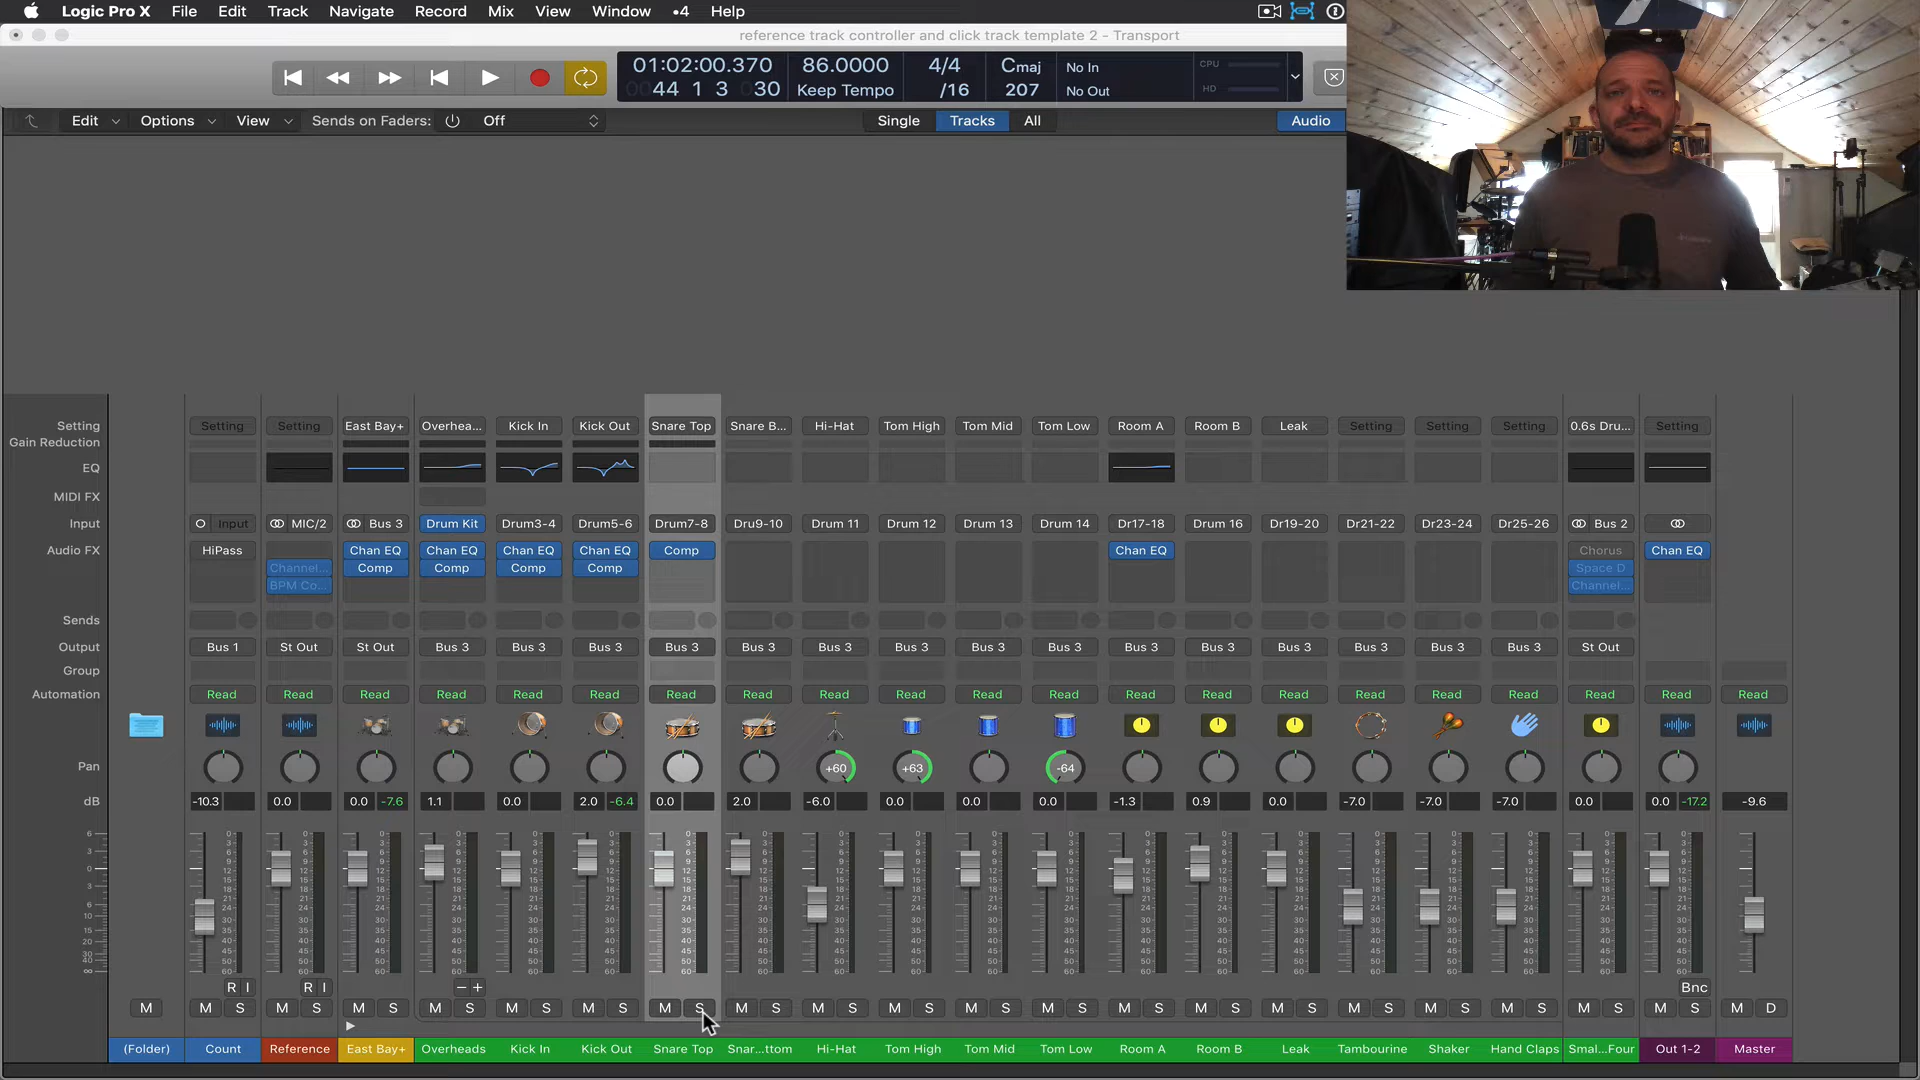 Logic Pro X File Edit Track Navigate Record Mix View Window •4 Help
reference track controller and click track template 2 - Transport
01:02:00.370 86.0000 4/4 Cmaj No In CPU
0044 1 3 030 Keep Tempo /16 207 No Out HD
Edit Options View Sends on Faders: Off Single Tracks All Audio
Setting Setting Setting East Bay+ Overhea... Kick In Kick Out Snare Top Snare B... Hi-Hat Tom High Tom Mid Tom Low Room A Room B Leak Setting Setting Setting 0.6s Dru... Setting
Gain Reduction
EQ
MIDI FX
Input Input MIC/2 Bus 3 Drum Kit Drum3-4 Drum5-6 Drum7-8 Dru9-10 Drum 11 Drum 12 Drum 13 Drum 14 Dr17-18 Drum 16 Dr19-20 Dr21-22 Dr23-24 Dr25-26 Bus 2
Audio FX HiPass Chan EQ Chan EQ Chan EQ Chan EQ Comp Chan EQ Chorus Chan EQ
Channel... Comp Comp Comp Comp Space D
BPM Co... Channel...
Sends
Output Bus 1 St Out St Out Bus 3 Bus 3 Bus 3 Bus 3 Bus 3 Bus 3 Bus 3 Bus 3 Bus 3 Bus 3 Bus 3 Bus 3 Bus 3 Bus 3 Bus 3 St Out
Group
Automation Read Read Read Read Read Read Read Read Read Read Read Read Read Read Read Read Read Read Read Read Read
Pan +60 +63 -64
dB -10.3 0.0 0.0 -7.6 1.1 0.0 2.0 -6.4 0.0 2.0 -6.0 0.0 0.0 0.0 -1.3 0.9 0.0 -7.0 -7.0 -7.0 0.0 0.0 -17.2 -9.6
R I R I − + Bnc
M M S M S M S M S M S M S M S M S M S M S M S M S M S M S M S M S M S M S M S M S M D
(Folder) Count Reference East Bay+ Overheads Kick In Kick Out Snare Top Snar...ttom Hi-Hat Tom High Tom Mid Tom Low Room A Room B Leak Tambourine Shaker Hand Claps Smal...Four Out 1-2 Master